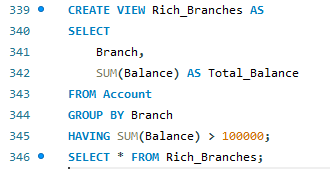 339 CREATE VIEW Rich_Branches AS
340 SELECT
341 Branch,
342 SUM(Balance) AS Total_Balance
343 FROM Account
344 GROUP BY Branch
345 HAVING SUM(Balance) > 100000;
346 SELECT * FROM Rich_Branches;